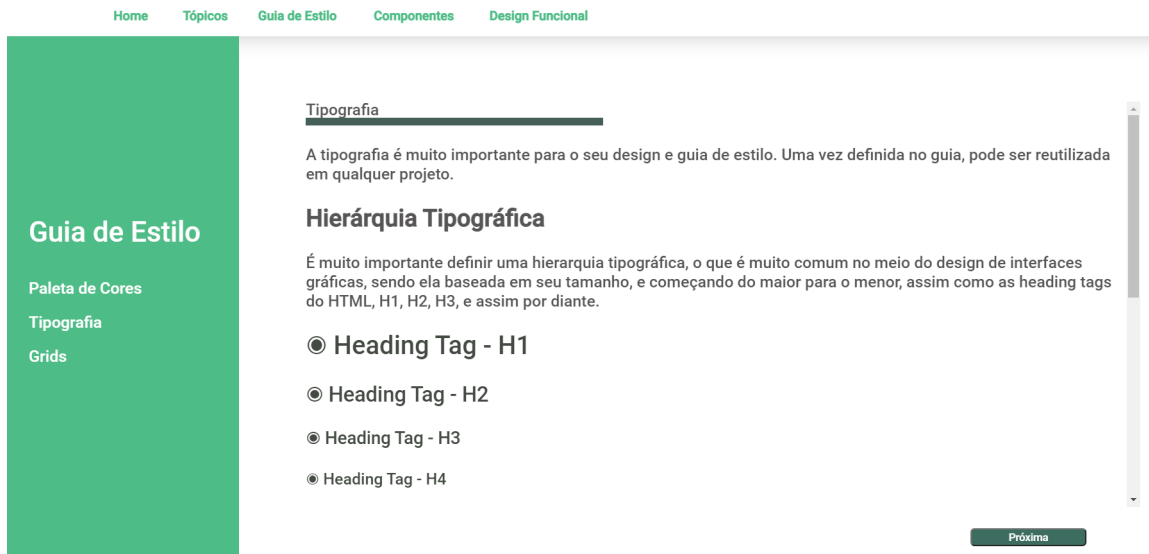 Home Tópicos Guia de Estilo Componentes Design Funcional
Guia de Estilo
Paleta de Cores
Tipografia
Grids
Tipografia
A tipografia é muito importante para o seu design e guia de estilo. Uma vez definida no guia, pode ser reutilizada
em qualquer projeto.
Hierárquia Tipográfica
É muito importante definir uma hierarquia tipográfica, o que é muito comum no meio do design de interfaces
gráficas, sendo ela baseada em seu tamanho, e começando do maior para o menor, assim como as heading tags
do HTML, H1, H2, H3, e assim por diante.
◉ Heading Tag - H1
◉ Heading Tag - H2
◉ Heading Tag - H3
◉ Heading Tag - H4
Próxima